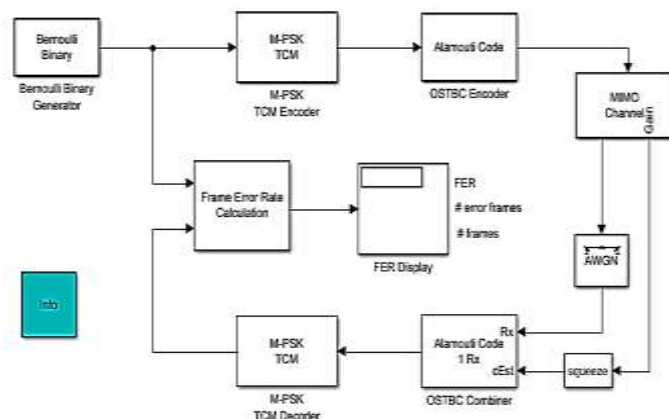 Bernoulli
Binary
Bernoulli Binary
Generator
M-PSK
TCM
M-PSK
TCM Encoder
Alamouti Code
OSTBC Encoder
MIMO
Channel
Gain
Frame Error Rate
Calculation
FER
# error frames
# frames
FER Display
AWGN
Info
M-PSK
TCM
M-PSK
TCM Decoder
Rx
Alamouti Code
1 Rx
cEst
OSTBC Combiner
squeeze